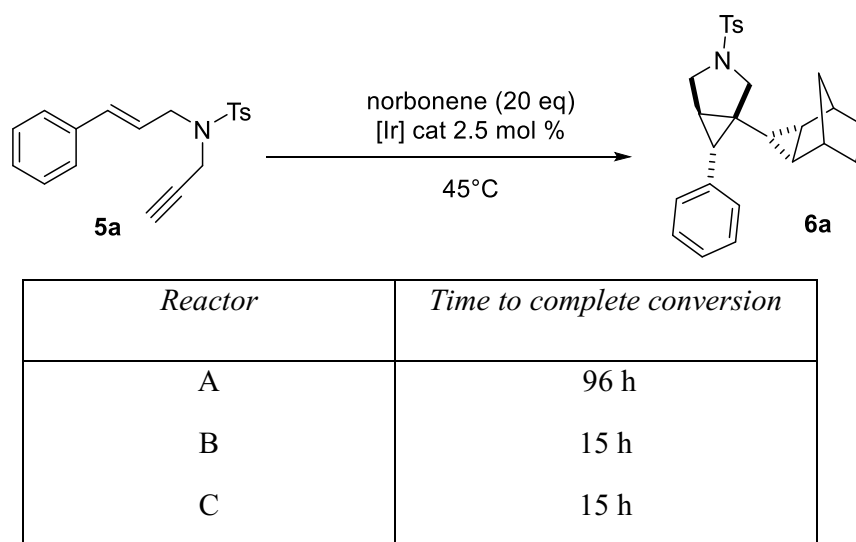 Ts
N
Ts
N
norbonene (20 eq)
[Ir] cat 2.5 mol %
45°C
5a
6a
Reactor Time to complete conversion
A 96 h
B 15 h
C 15 h